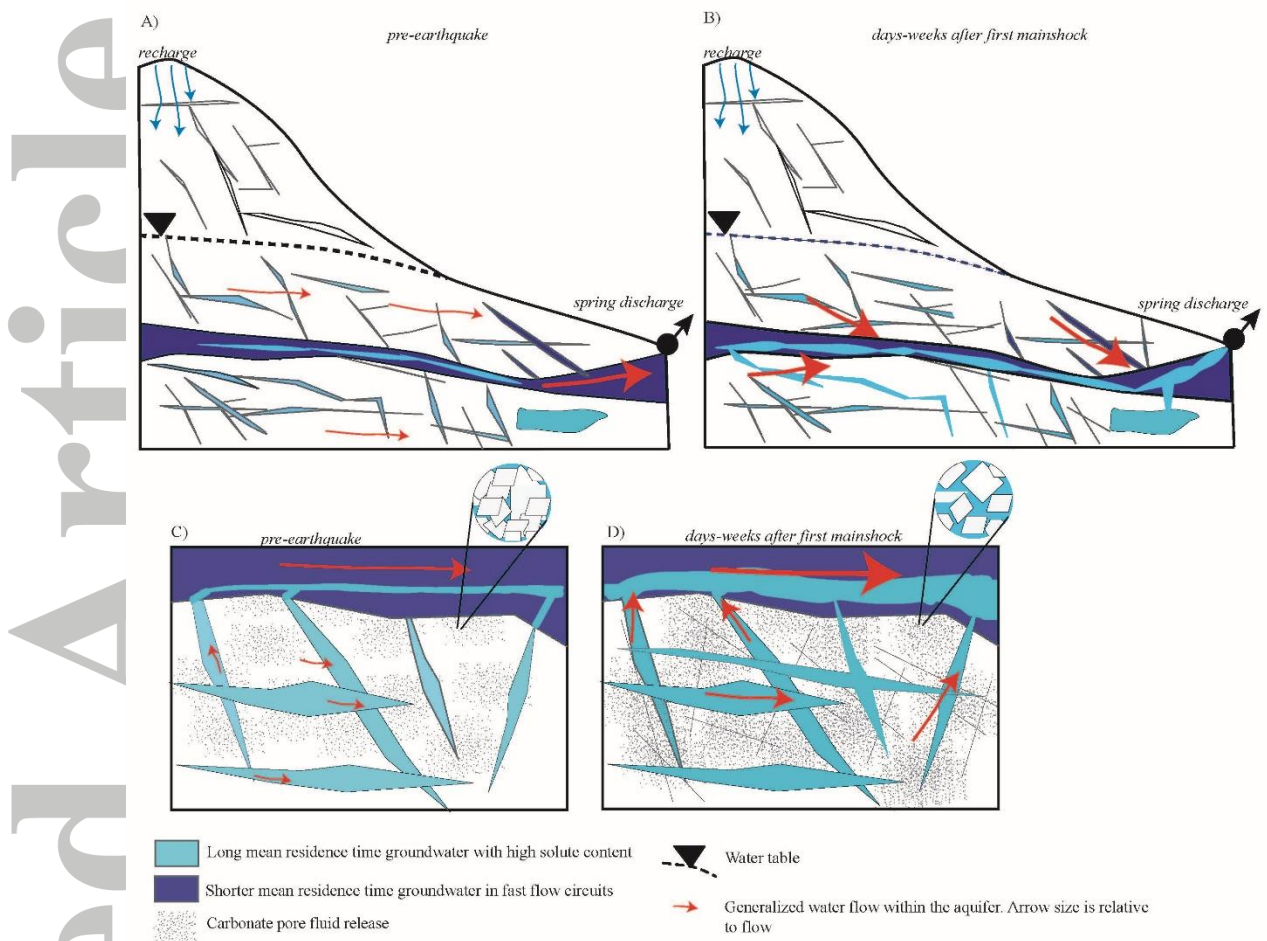 A)
pre-earthquake
recharge
spring discharge
B)
days-weeks after first mainshock
recharge
spring discharge
C)
pre-earthquake
D)
days-weeks after first mainshock
Long mean residence time groundwater with high solute content
Shorter mean residence time groundwater in fast flow circuits
Carbonate pore fluid release
Water table
Generalized water flow within the aquifer. Arrow size is relative
to flow
d Article